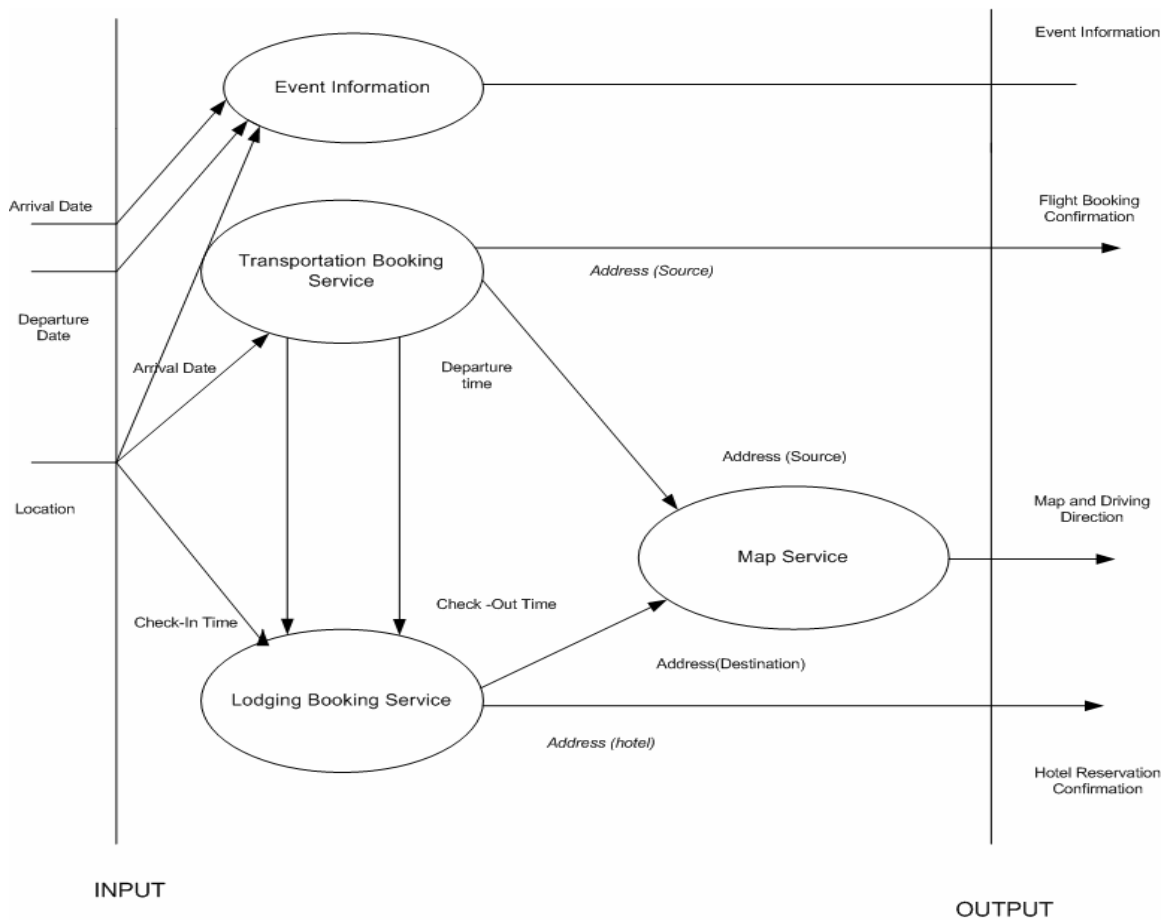 Event Information
Event Information
Arrival Date
Flight Booking
Confirmation
Transportation Booking
Service
Address (Source)
Departure
Date
Arrival Date
Departure
time
Address (Source)
Location
Map and Driving
Direction
Map Service
Check-In Time
Check -Out Time
Address(Destination)
Lodging Booking Service
Address (hotel)
Hotel Reservation
Confirmation
INPUT
OUTPUT